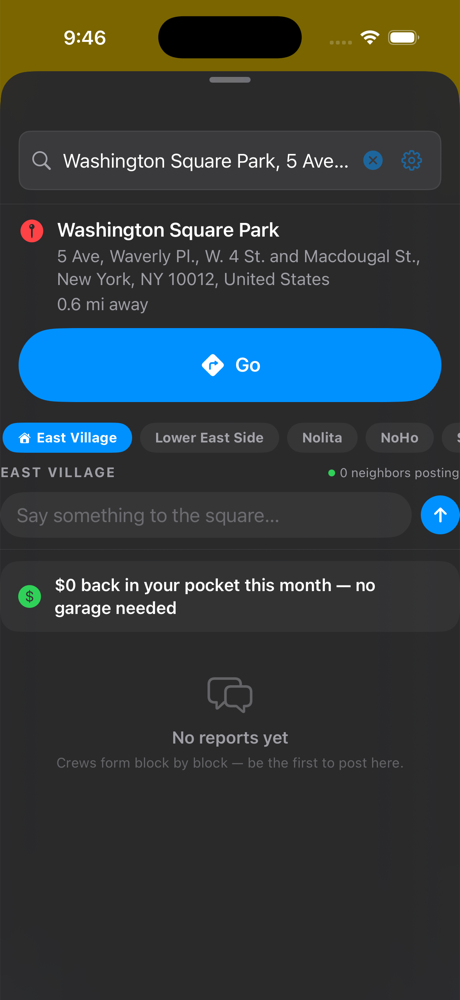 9:46
Washington Square Park, 5 Ave...
Washington Square Park
5 Ave, Waverly Pl., W. 4 St. and Macdougal St.,
New York, NY 10012, United States
0.6 mi away
Go
East Village
Lower East Side
Nolita
NoHo
EAST VILLAGE
0 neighbors posting
Say something to the square...
$
$0 back in your pocket this month — no
garage needed
No reports yet
Crews form block by block — be the first to post here.